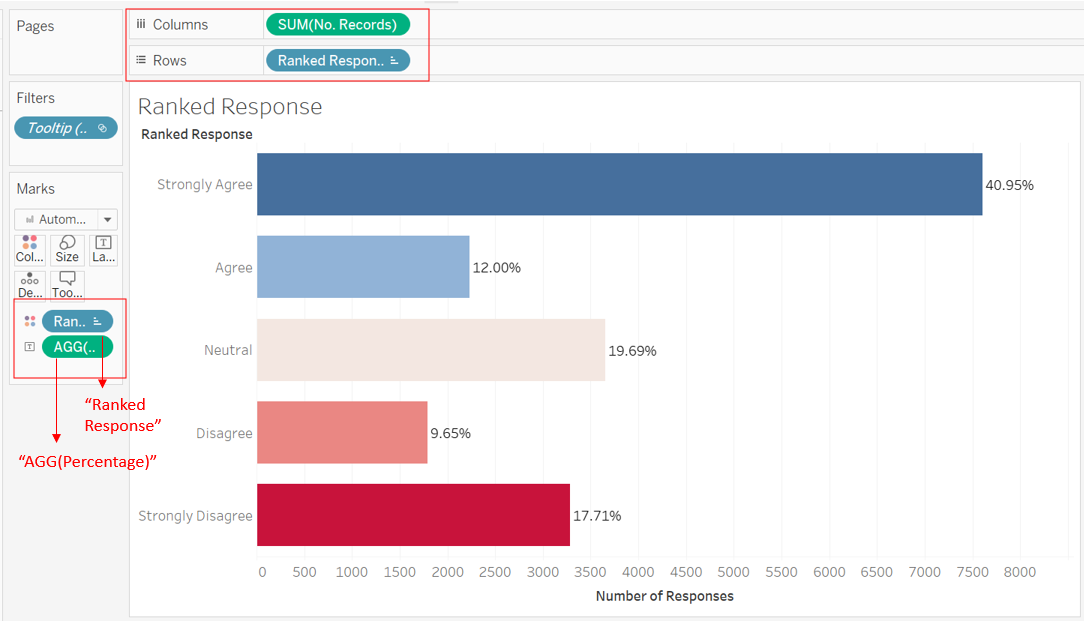 Pages
Columns
SUM(No. Records)
Rows
Ranked Respon..
Filters
Tooltip (..
Marks
Autom...
Col...
Size
La...
De...
Too...
Ran..
AGG(..
“Ranked
Response”
“AGG(Percentage)”
Ranked Response
Ranked Response
Strongly Agree
40.95%
Agree
12.00%
Neutral
19.69%
Disagree
9.65%
Strongly Disagree
17.71%
0 500 1000 1500 2000 2500 3000 3500 4000 4500 5000 5500 6000 6500 7000 7500 8000
Number of Responses